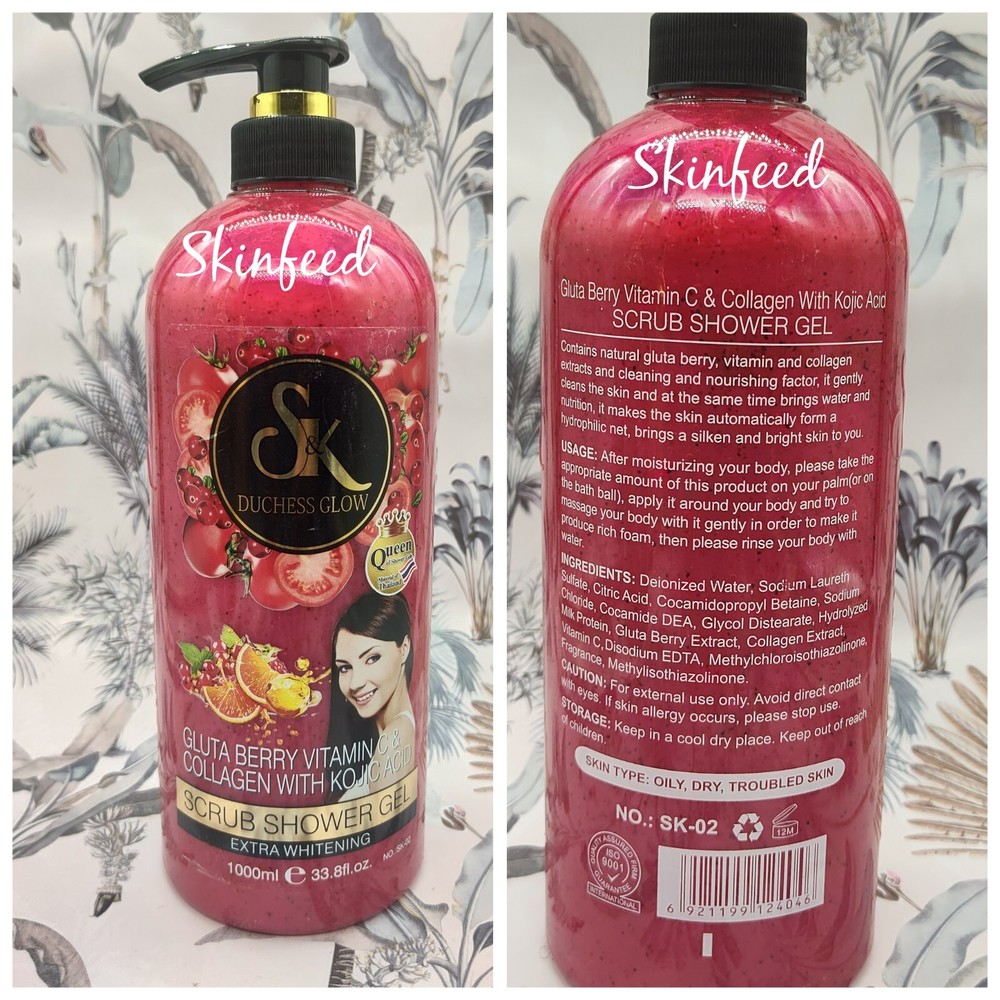 Skinfeed
S&K
DUCHESS GLOW
Queen
GLUTA BERRY VITAMIN C &
COLLAGEN WITH KOJIC ACID
SCRUB SHOWER GEL
EXTRA WHITENING
1000ml e 33.8fl.oz.
NO.:SK-02
Skinfeed
Gluta Berry Vitamin C & Collagen With Kojic Acid
SCRUB SHOWER GEL
Contains natural gluta berry, vitamin and collagen
extracts and cleaning and nourishing factor, it gently
cleans the skin and at the same time brings water and
nutrition, it makes the skin automatically form a
hydrophilic net, brings a silken and bright skin to you.
USAGE: After moisturizing your body, please take the
appropriate amount of this product on your palm(or on
the bath ball), apply it around your body and try to
massage your body with it gently in order to make it
produce rich foam, then please rinse your body with
water.
INGREDIENTS: Deionized Water, Sodium Laureth
Sulfate, Citric Acid, Cocamidopropyl Betaine, Sodium
Chloride, Cocamide DEA, Glycol Distearate, Hydrolyzed
Milk Protein, Gluta Berry Extract, Collagen Extract,
Vitamin C,Disodium EDTA, Methylchloroisothiazolinone,
Fragrance, Methylisothiazolinone.
CAUTION: For external use only. Avoid direct contact
with eyes. If skin allergy occurs, please stop use.
STORAGE: Keep in a cool dry place. Keep out of reach
of children.
SKIN TYPE: OILY, DRY, TROUBLED SKIN
NO.: SK-02
12M
QUALITY ASSURED FIRM
ISO
9001
GUARANTEE
INTERNATIONAL
6 921199 124046